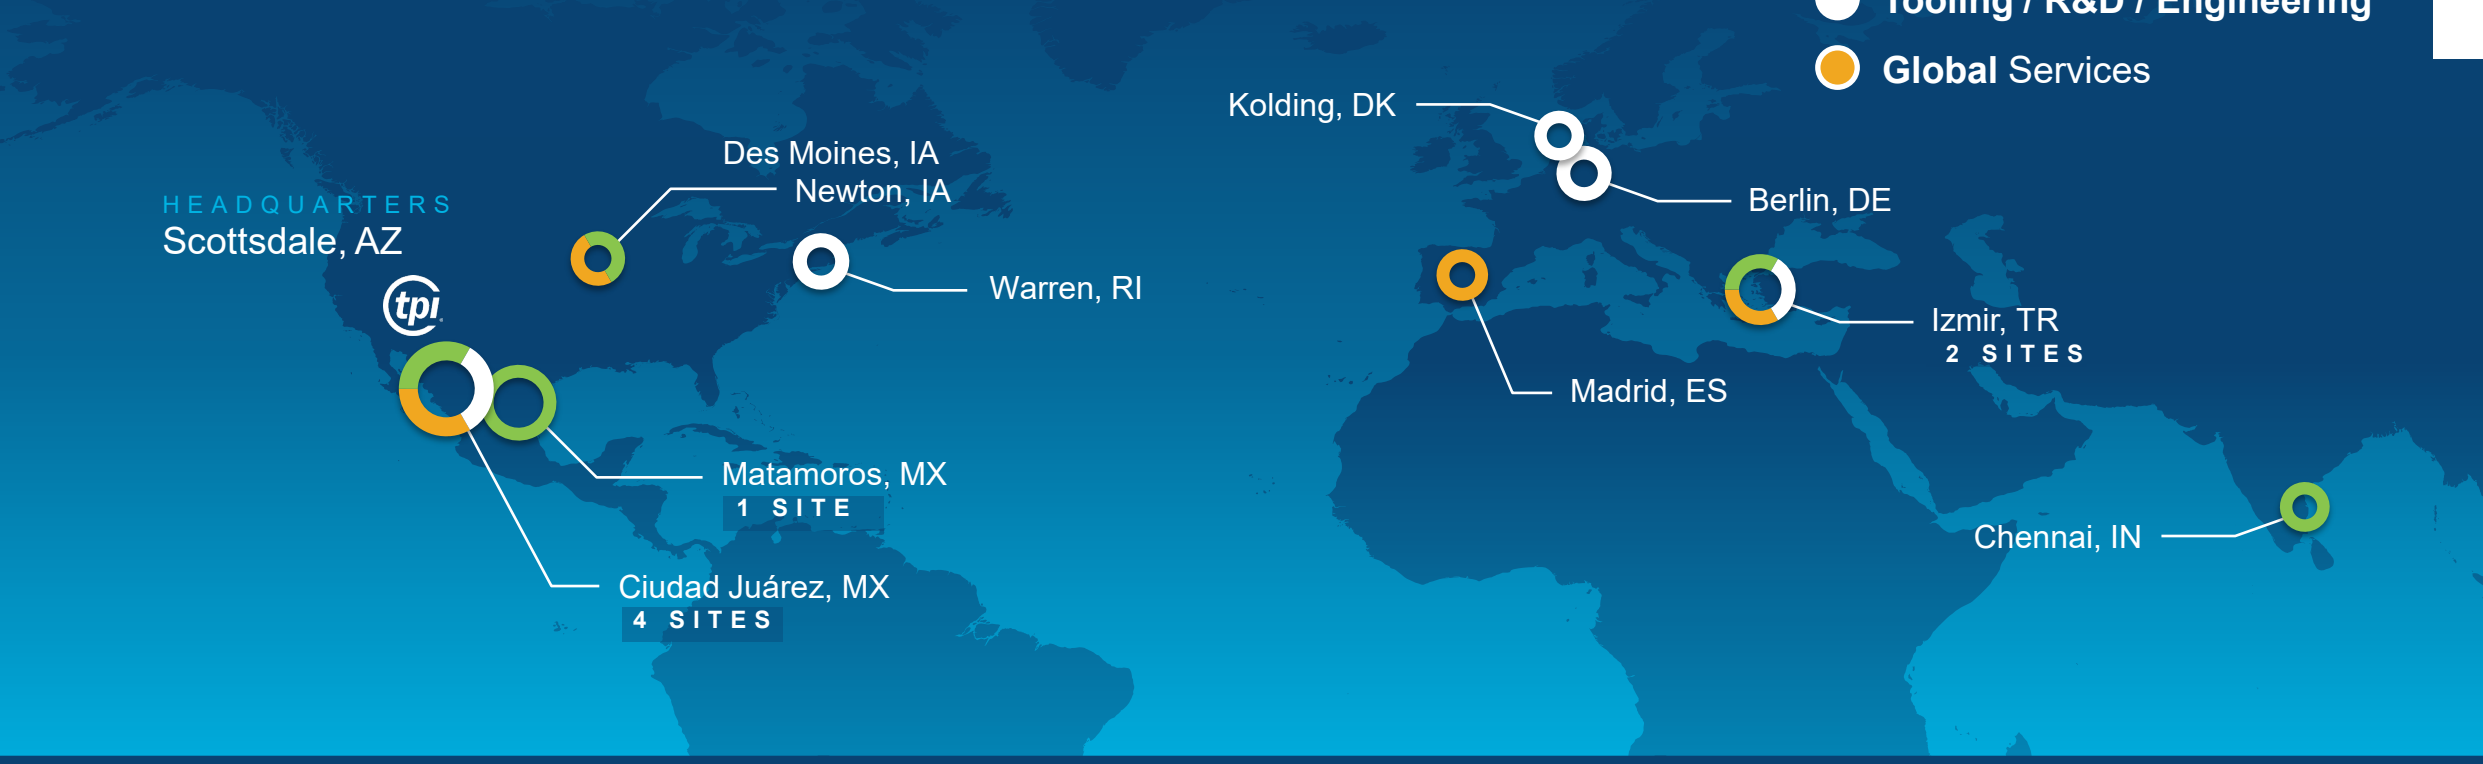 Tooling / R&D / Engineering
Global Services
Kolding, DK
Des Moines, IA
Newton, IA
HEADQUARTERS
Scottsdale, AZ
Berlin, DE
tpi
Warren, RI
Izmir, TR
2 SITES
Madrid, ES
Matamoros, MX
1 SITE
Chennai, IN
Ciudad Juárez, MX
4 SITES